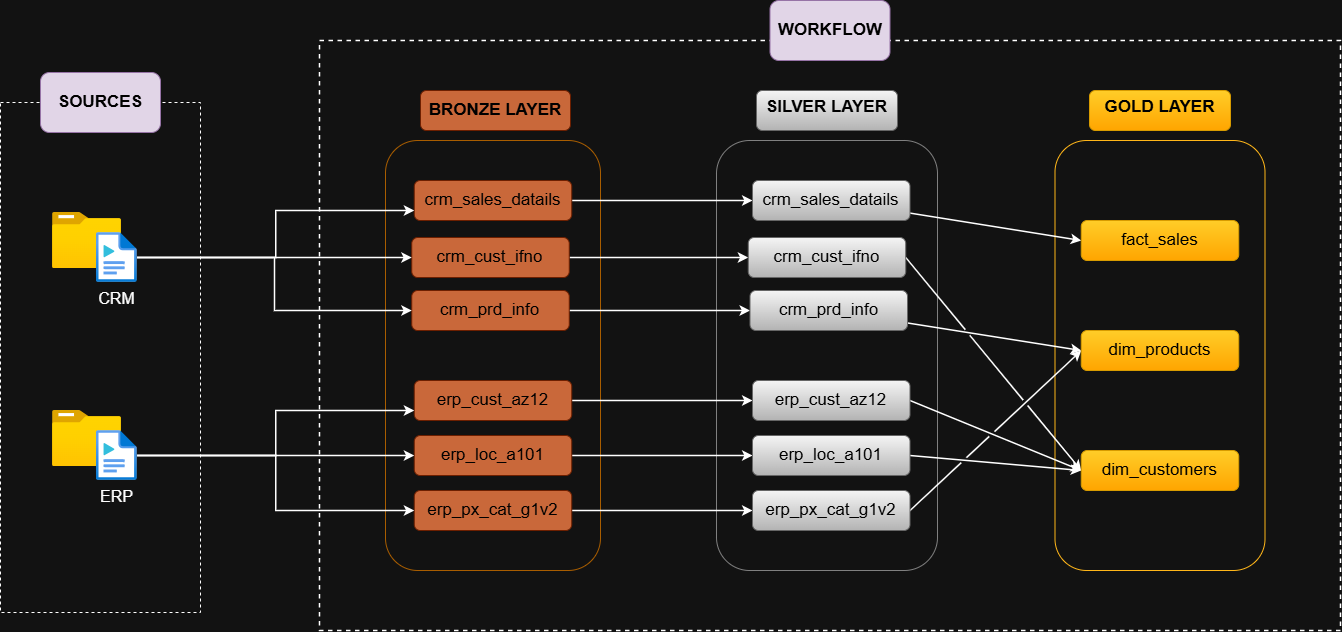 WORKFLOW
SOURCES
BRONZE LAYER
SILVER LAYER
GOLD LAYER
CRM
ERP
crm_sales_datails
crm_cust_ifno
crm_prd_info
erp_cust_az12
erp_loc_a101
erp_px_cat_g1v2
crm_sales_datails
crm_cust_ifno
crm_prd_info
erp_cust_az12
erp_loc_a101
erp_px_cat_g1v2
fact_sales
dim_products
dim_customers